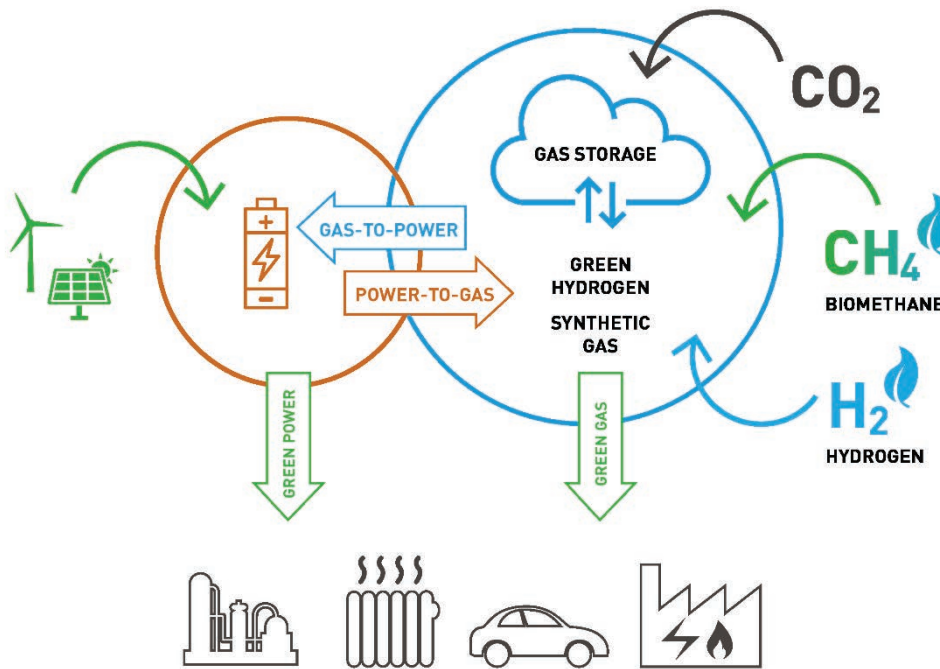 CO₂
GAS STORAGE
GAS-TO-POWER
POWER-TO-GAS
GREEN
HYDROGEN
SYNTHETIC
GAS
CH₄
BIOMETHANE
H₂
HYDROGEN
GREEN POWER
GREEN GAS